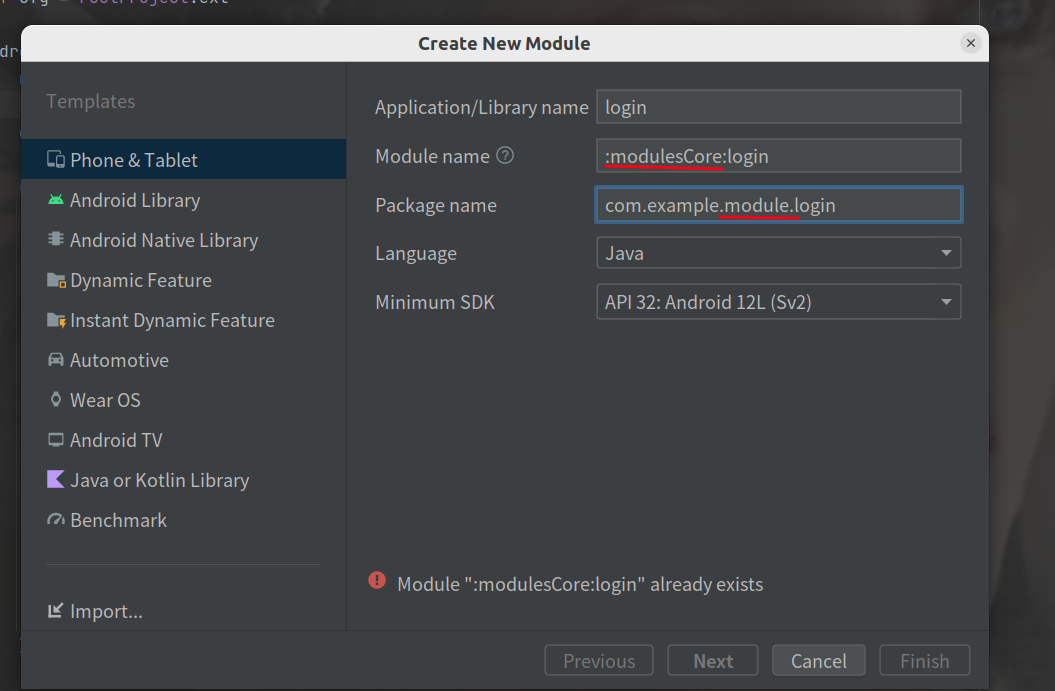 Create New Module
Templates
Phone & Tablet
Android Library
Android Native Library
Dynamic Feature
Instant Dynamic Feature
Automotive
Wear OS
Android TV
Java or Kotlin Library
Benchmark
Import...
Application/Library name login
Module name :modulesCore:login
Package name com.example.module.login
Language Java
Minimum SDK API 32: Android 12L (Sv2)
Module ":modulesCore:login" already exists
Previous Next Cancel Finish